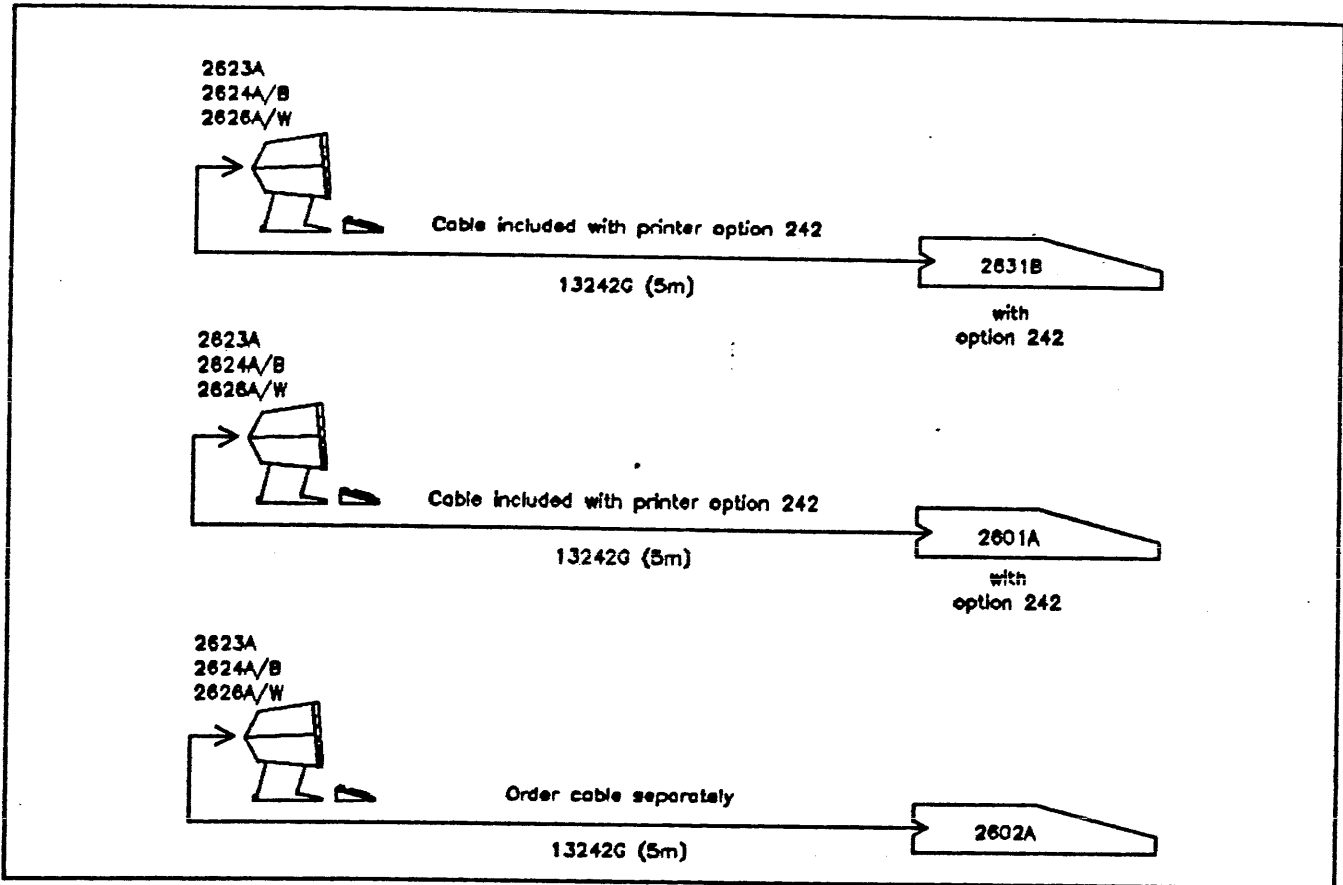 2623A
2624A/B
2626A/W
Cable included with printer option 242
13242G (5m)
2631B
with
option 242
2623A
2624A/B
2626A/W
Cable included with printer option 242
13242G (5m)
2601A
with
option 242
2623A
2624A/B
2626A/W
Order cable separately
13242G (5m)
2602A